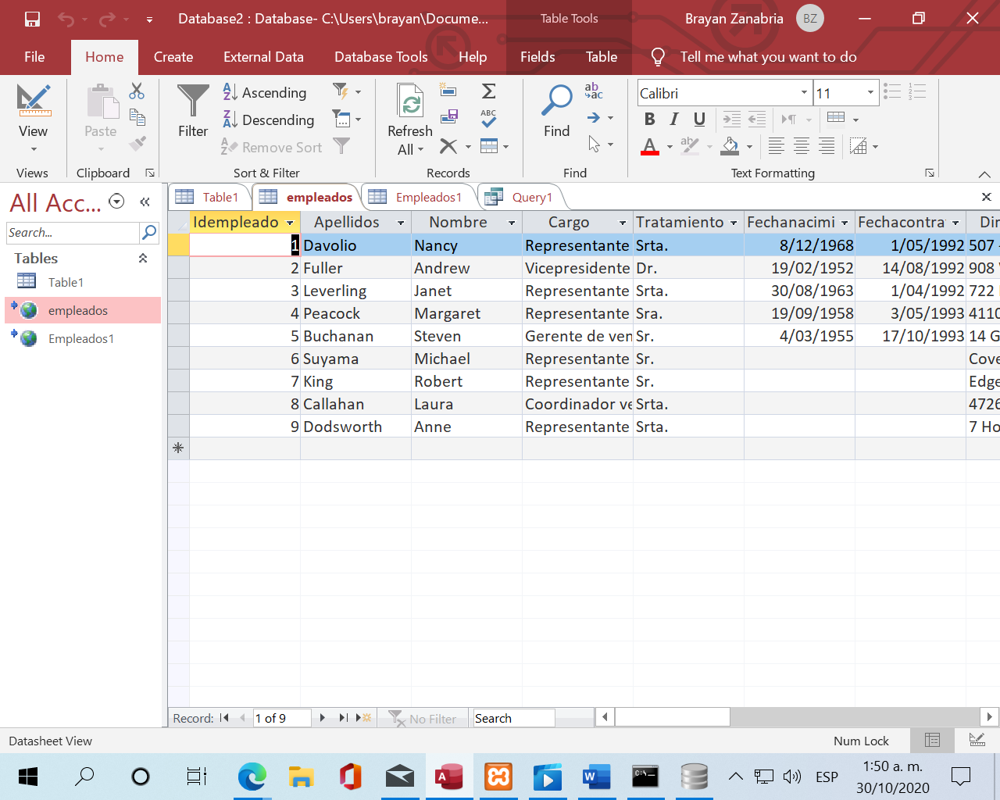 Database2 : Database- C:\Users\brayan\Docume...
Table Tools
Brayan Zanabria
BZ
File
Home
Create
External Data
Database Tools
Help
Fields
Table
Tell me what you want to do
View
Paste
Filter
Ascending
Descending
Remove Sort
Refresh
All
ABC
Find
ab
ac
Calibri
11
B I U
A
ab
Views
Clipboard
Sort & Filter
Records
Find
Text Formatting
All Acc...
Search...
Tables
Table1
empleados
Empleados1
Table1
empleados
Empleados1
Query1
Idempleado Apellidos Nombre Cargo Tratamiento Fechanacimi Fechacontra Dir
1 Davolio Nancy Representante Srta. 8/12/1968 1/05/1992 507
2 Fuller Andrew Vicepresidente Dr. 19/02/1952 14/08/1992 908
3 Leverling Janet Representante Srta. 30/08/1963 1/04/1992 722
4 Peacock Margaret Representante Sra. 19/09/1958 3/05/1993 4110
5 Buchanan Steven Gerente de ven Sr. 4/03/1955 17/10/1993 14 G
6 Suyama Michael Representante Sr. Cove
7 King Robert Representante Sr. Edge
8 Callahan Laura Coordinador ve Srta. 4726
9 Dodsworth Anne Representante Srta. 7 Ho
Record: 1 of 9 No Filter Search
Datasheet View
Num Lock
ESP
1:50 a. m.
30/10/2020